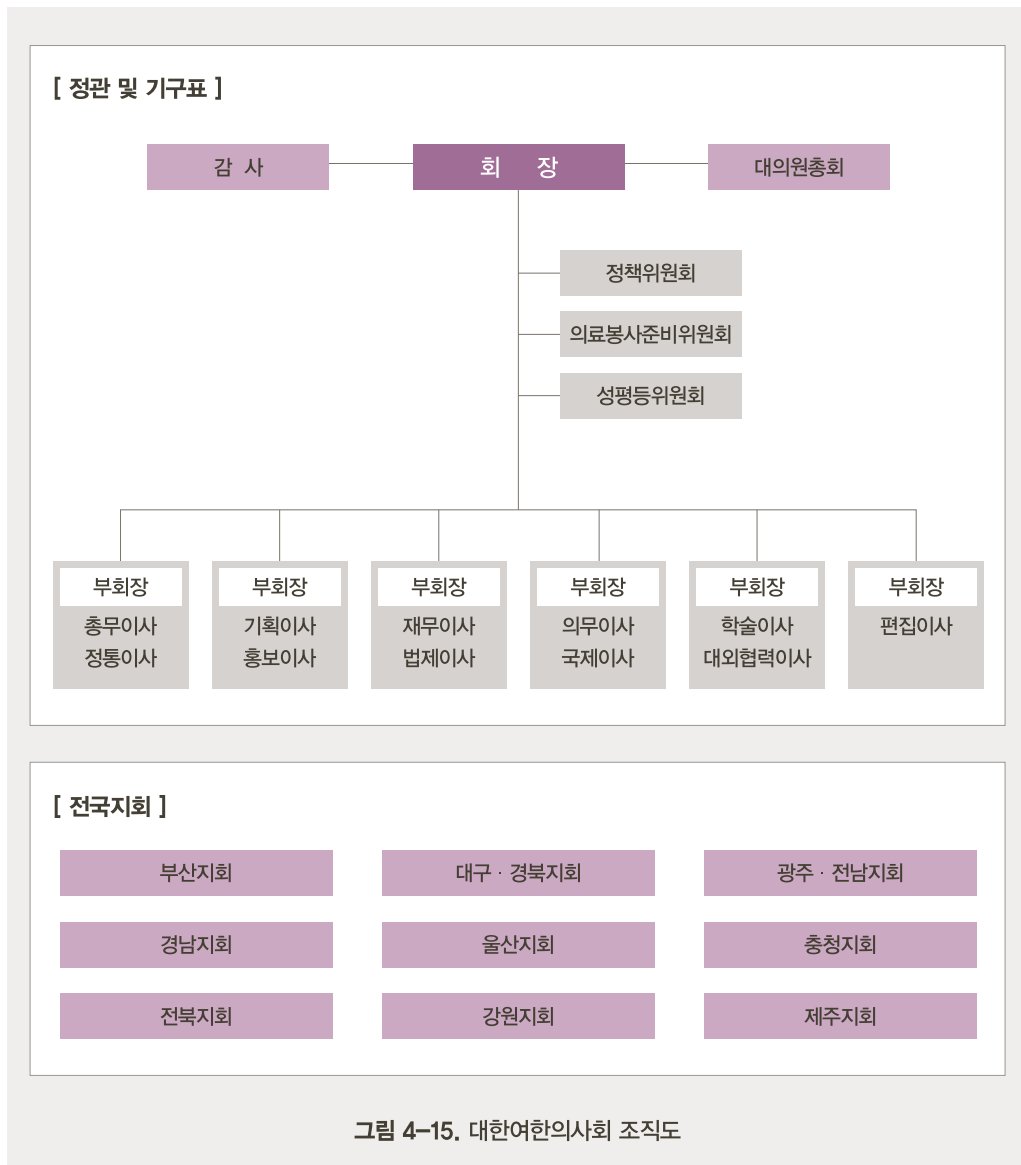 [ 정관 및 기구표 ]
감 사
회 장
대의원총회
정책위원회
의료봉사준비위원회
성평등위원회
부회장
총무이사
정통이사
부회장
기획이사
홍보이사
부회장
재무이사
법제이사
부회장
의무이사
국제이사
부회장
학술이사
대외협력이사
부회장
편집이사
[ 전국지회 ]
부산지회
대구 · 경북지회
광주 · 전남지회
경남지회
울산지회
충청지회
전북지회
강원지회
제주지회
그림 4-15. 대한여한의사회 조직도